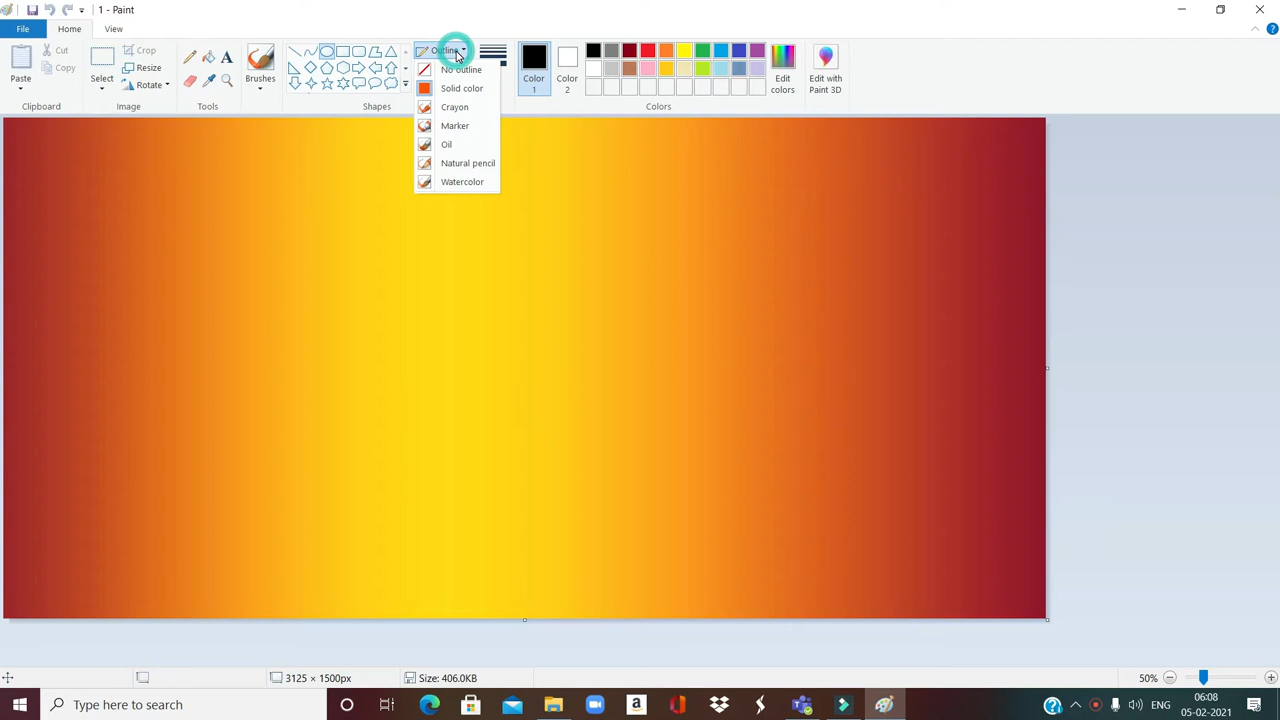 1 - Paint
File Home View
Paste
Cut
Copy
Clipboard
Select
Crop
Resize
Rotate
Image
A
Tools
Brushes
Shapes
Outline
No outline
Solid color
Crayon
Marker
Oil
Natural pencil
Watercolor
Color 1
Color 2
Edit colors
Edit with Paint 3D
Colors
3125 × 1500px
Size: 406.0KB
50%
Type here to search
ENG
06:08
05-02-2021